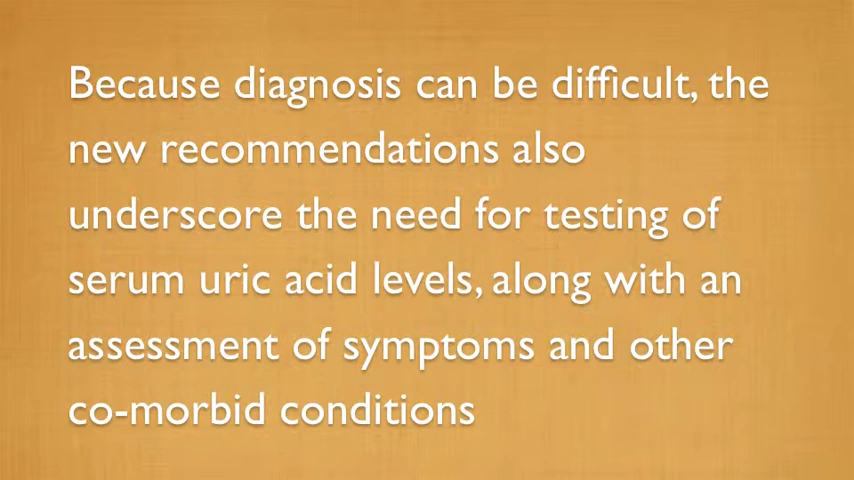 Because diagnosis can be difficult, the
new recommendations also
underscore the need for testing of
serum uric acid levels, along with an
assessment of symptoms and other
co-morbid conditions